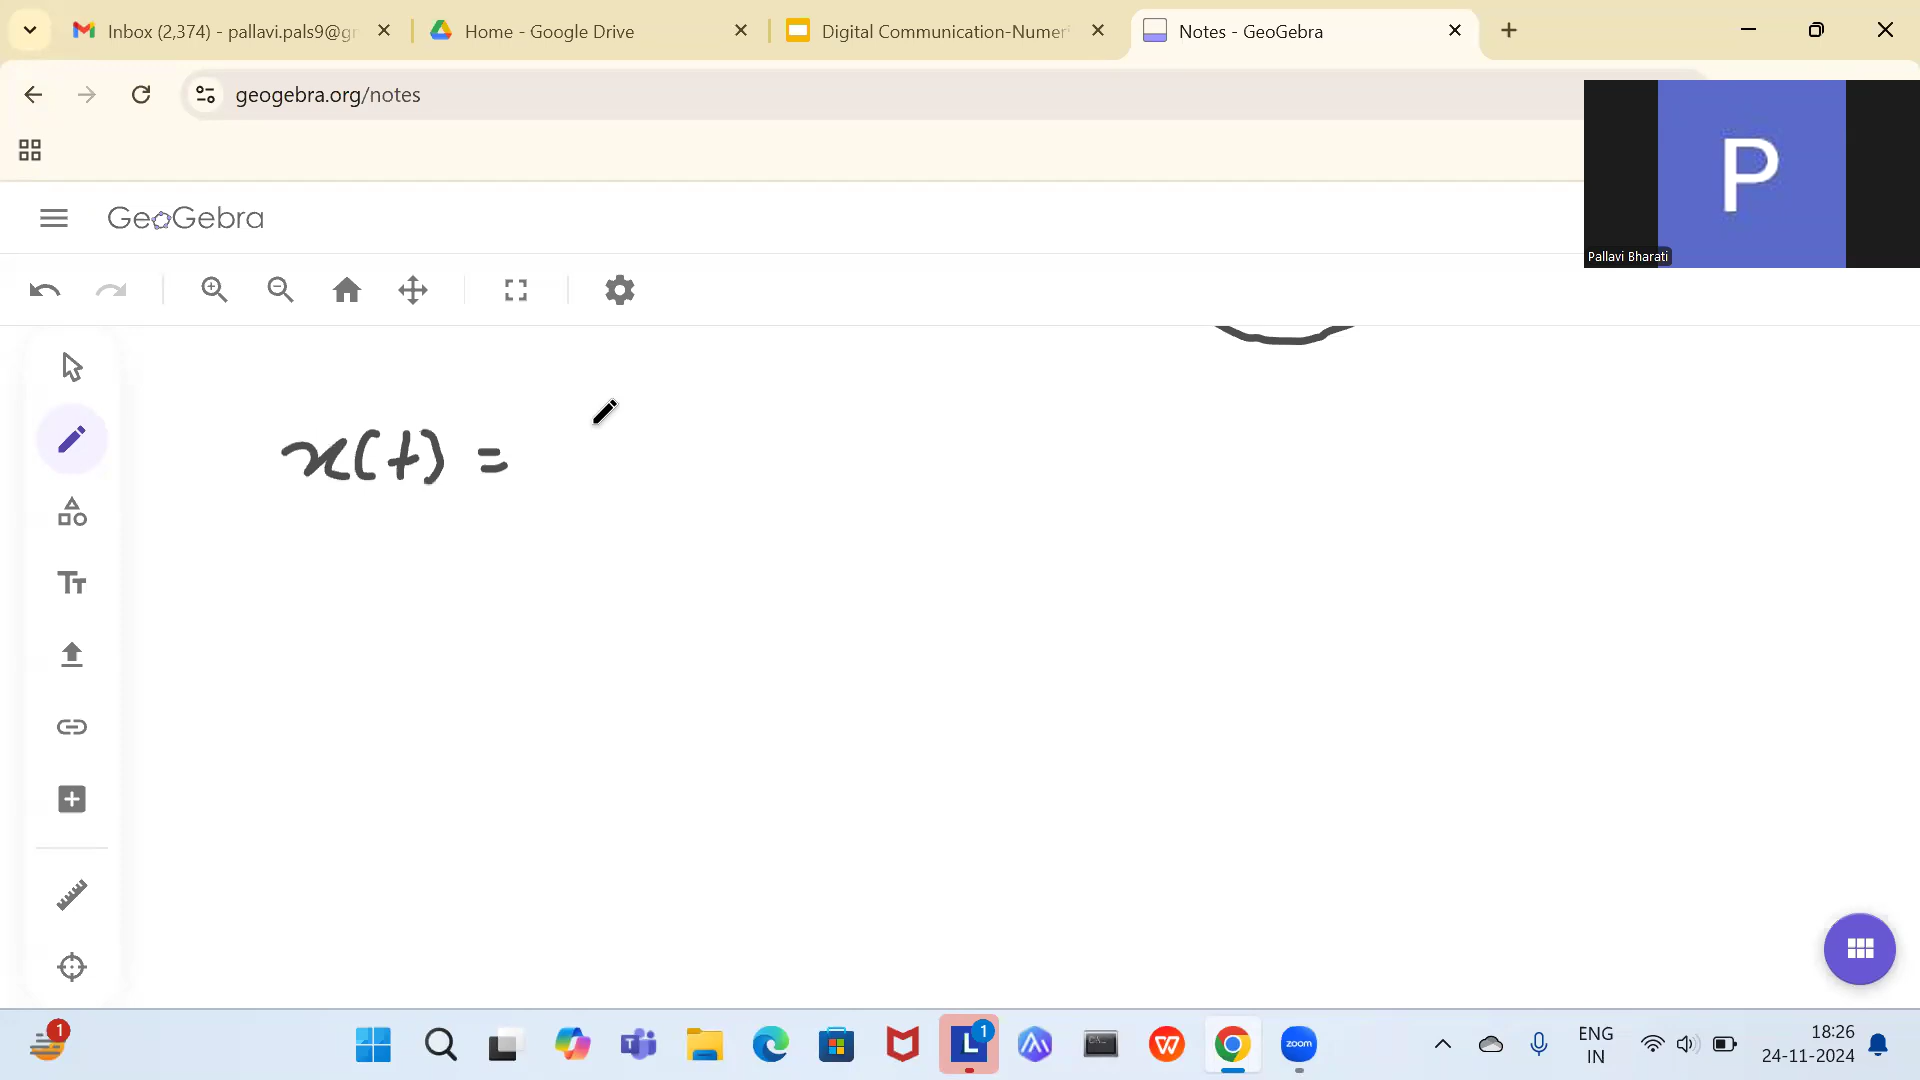 Inbox (2,374) - pallavi.pals9@gr
Home - Google Drive
Digital Communication-Numer
Notes - GeoGebra
geogebra.org/notes
P
Pallavi Bharati
GeoGebra
x(t) =
Tт
1
L
1
zoom
ENG
IN
18:26
24-11-2024